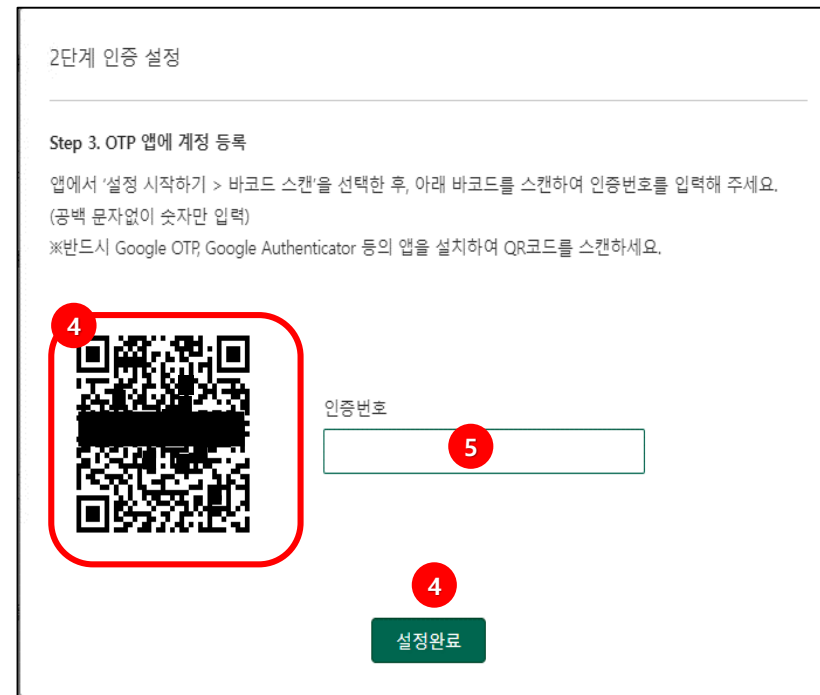 2단계 인증 설정
Step 3. OTP 앱에 계정 등록
앱에서 '설정 시작하기 > 바코드 스캔'을 선택한 후, 아래 바코드를 스캔하여 인증번호를 입력해 주세요.
(공백 문자없이 숫자만 입력)
※반드시 Google OTP, Google Authenticator 등의 앱을 설치하여 QR코드를 스캔하세요.
4
인증번호
5
4
설정완료